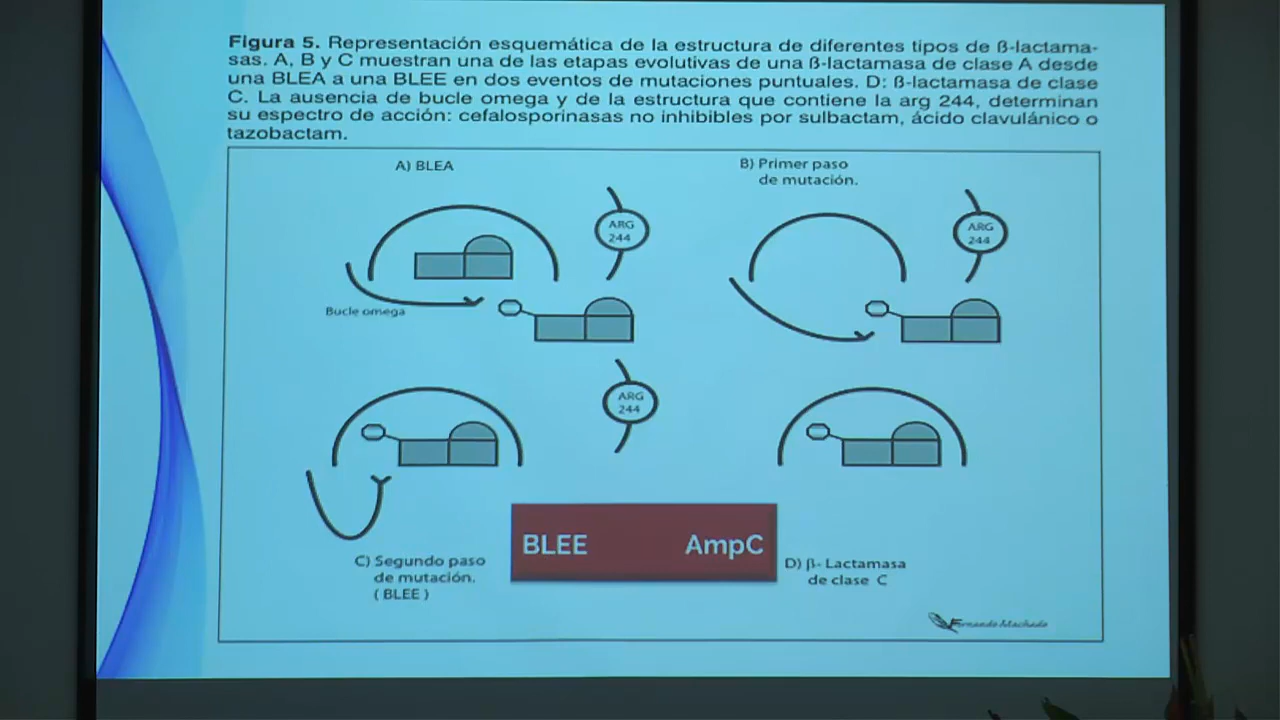 Figura 5. Representación esquemática de la estructura de diferentes tipos de ß-lactama-
sas. A, B y C muestran una de las etapas evolutivas de una ß-lactamasa de clase A desde
una BLEA a una BLEE en dos eventos de mutaciones puntuales. D: ß-lactamasa de clase
C. La ausencia de bucle omega y de la estructura que contiene la arg 244, determinan
su espectro de acción: cefalosporinasas no inhibibles por sulbactam, ácido clavulánico o
tazobactam.
A) BLEA
B) Primer paso
de mutación.
ARG
244
ARG
244
Bucle omega
ARG
244
BLEE AmpC
C) Segundo paso
de mutación.
( BLEE )
D) β- Lactamasa
de clase C
Fernando Machado